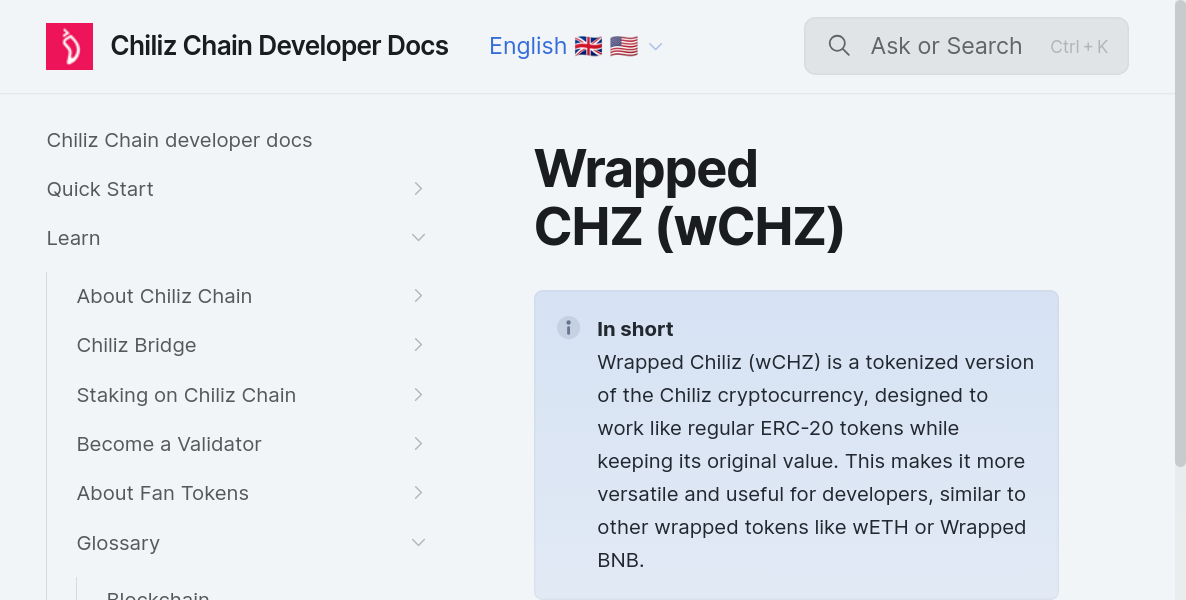 Chiliz Chain Developer Docs
English 🇬🇧 🇺🇸
Ask or Search
Ctrl + K
Chiliz Chain developer docs
Quick Start
Learn
About Chiliz Chain
Chiliz Bridge
Staking on Chiliz Chain
Become a Validator
About Fan Tokens
Glossary
Blockchain
Wrapped
CHZ (wCHZ)
In short
Wrapped Chiliz (wCHZ) is a tokenized version
of the Chiliz cryptocurrency, designed to
work like regular ERC-20 tokens while
keeping its original value. This makes it more
versatile and useful for developers, similar to
other wrapped tokens like wETH or Wrapped
BNB.